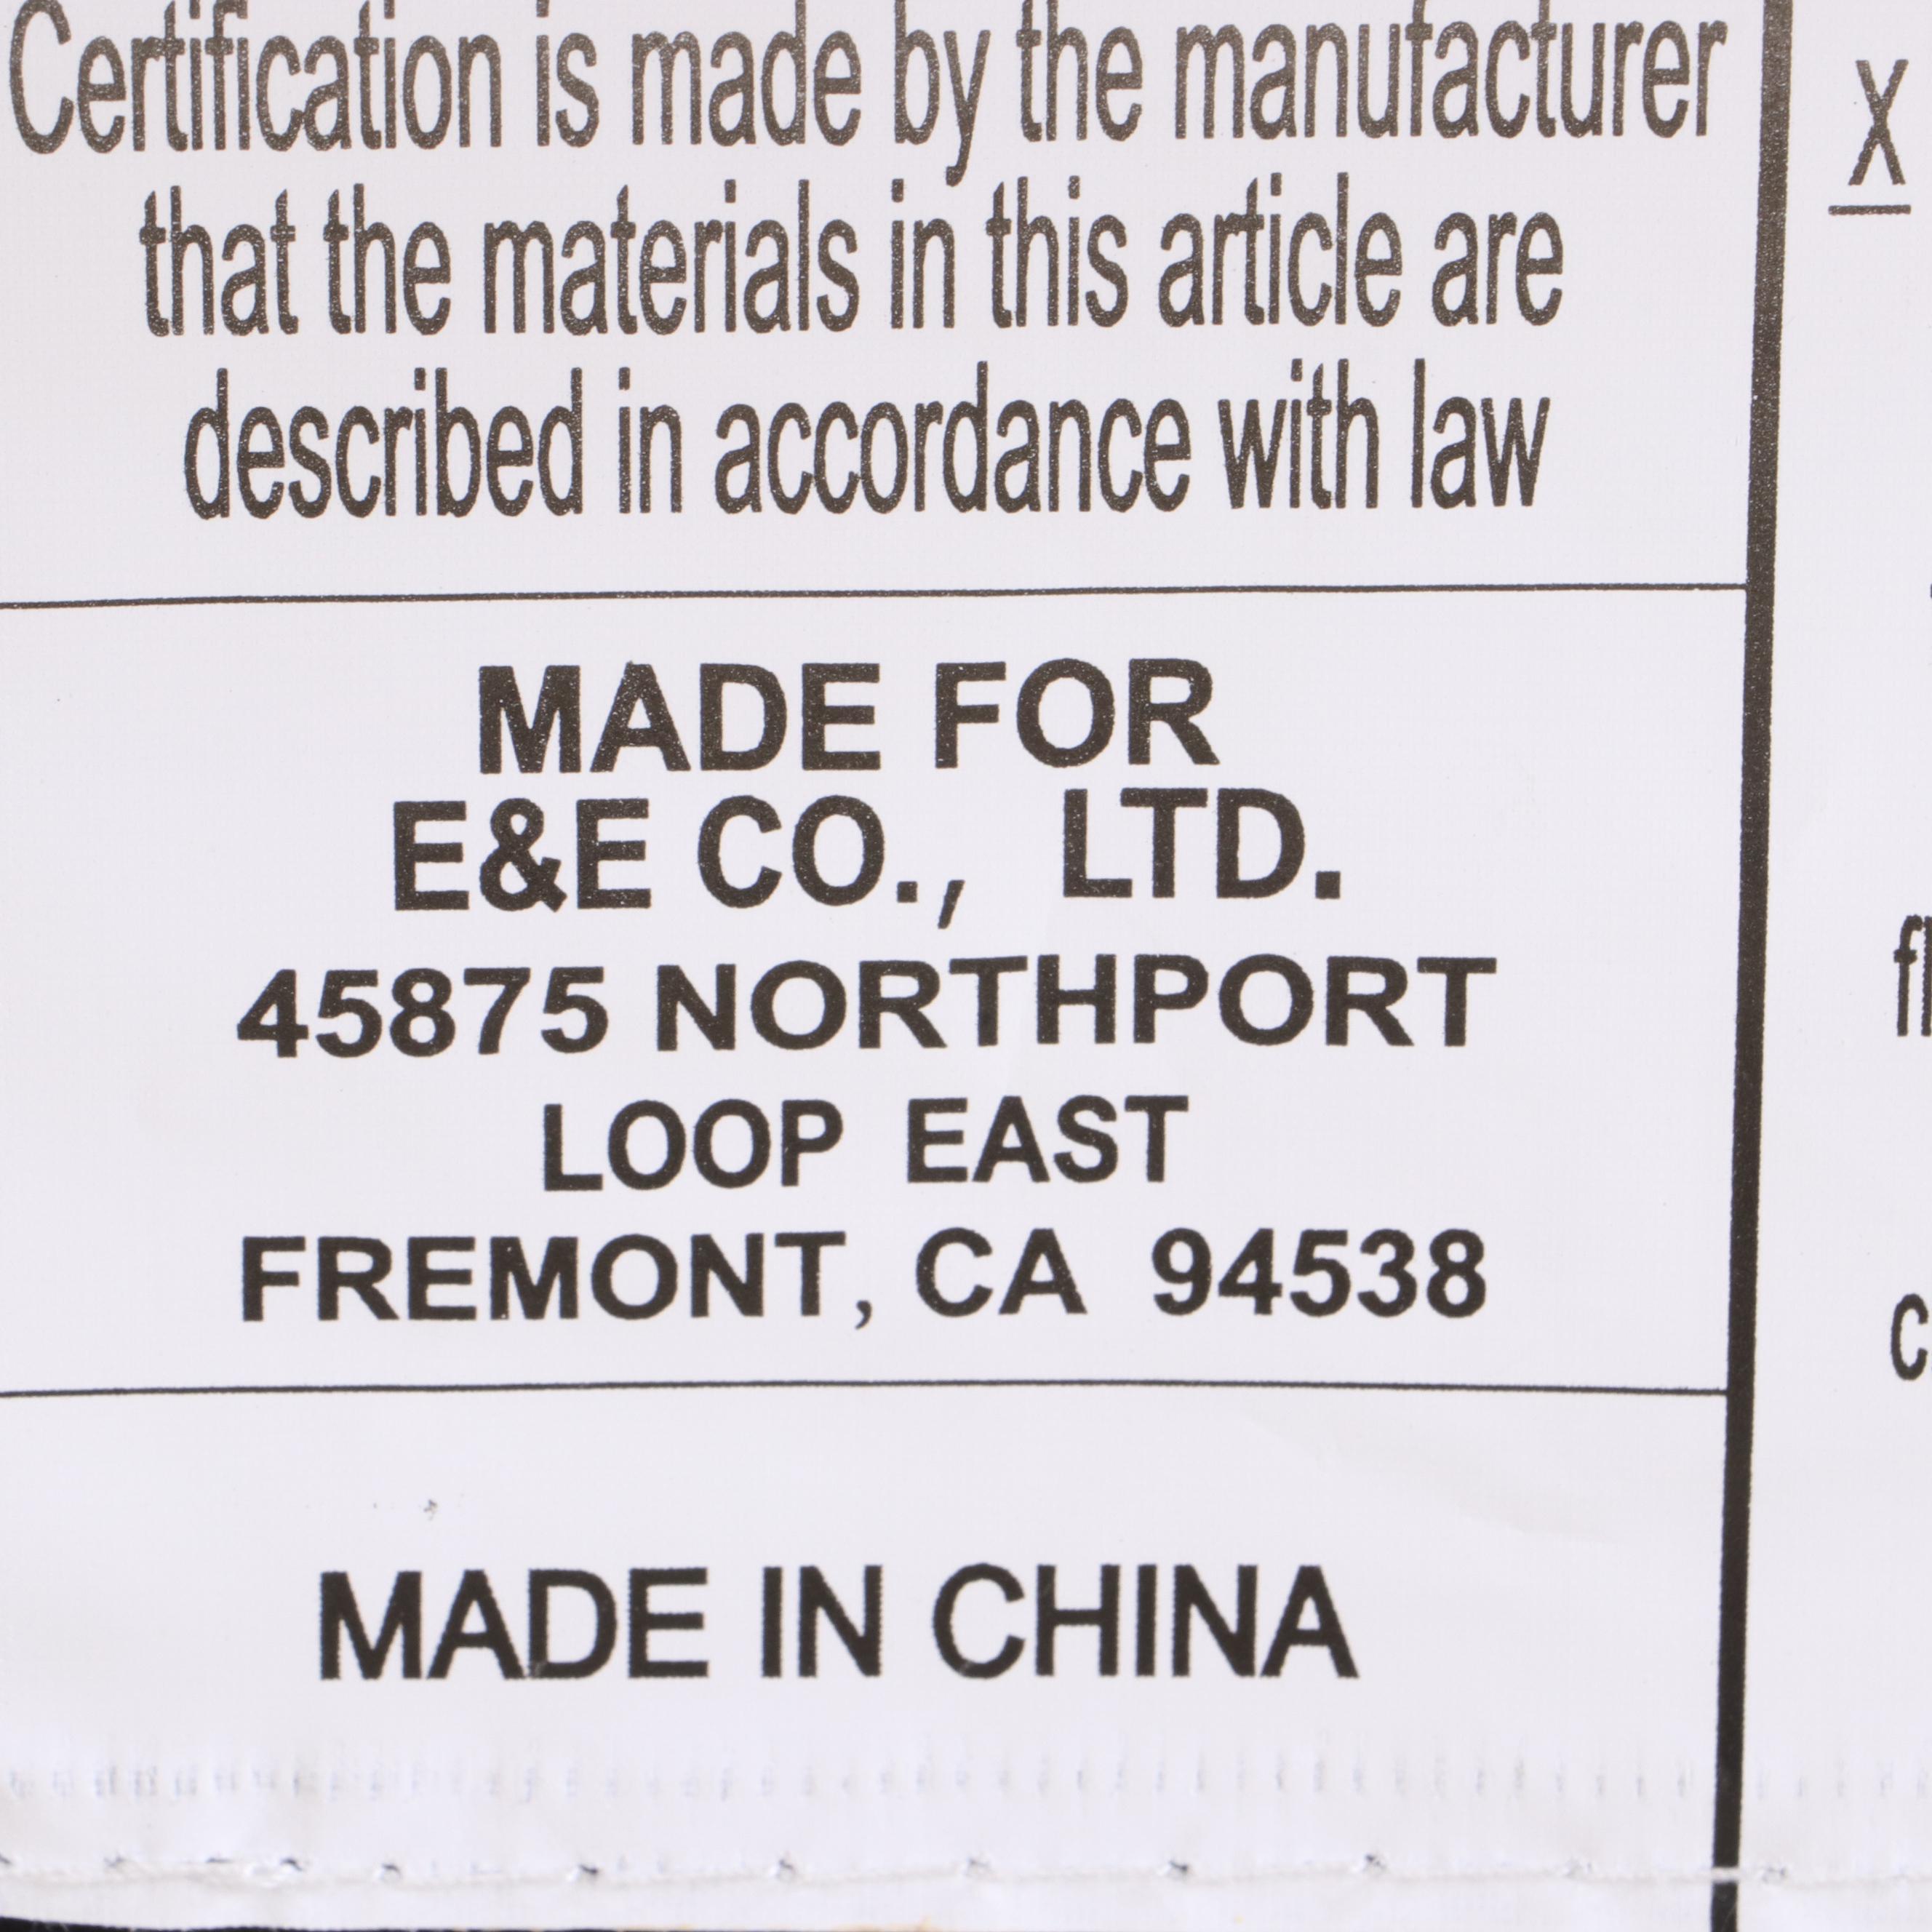 Certification is made by the manufacturer
that the materials in this article are
described in accordance with law
MADE FOR
E&E CO., LTD.
45875 NORTHPORT
LOOP EAST
FREMONT, CA 94538
MADE IN CHINA
X
fl
c